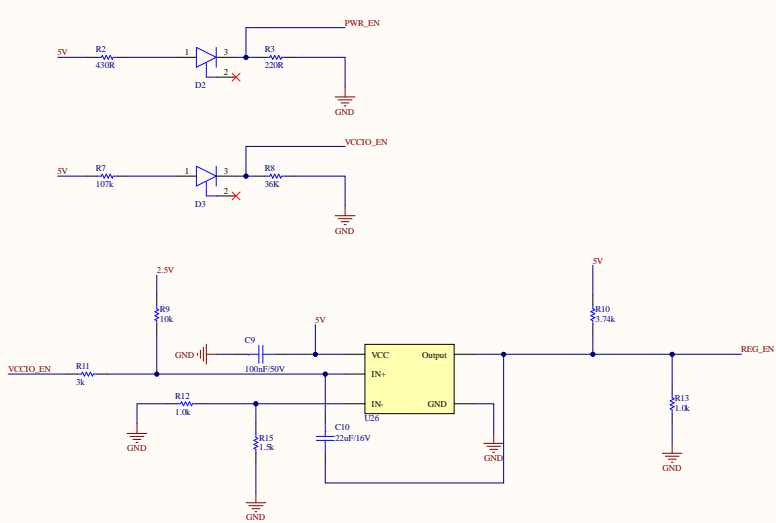 PWR_EN
5V
R2
430R
1
3
2
D2
R3
220R
GND
VCCIO_EN
5V
R7
107k
1
3
2
D3
R8
36K
GND
2.5V
R9
10k
5V
5V
R10
3.74k
C9
100nF/50V
GND
VCC
Output
IN+
IN-
GND
U26
REG_EN
VCCIO_EN
R11
3k
R12
1.0k
GND
R15
1.5k
GND
C10
22uF/16V
GND
R13
1.0k
GND